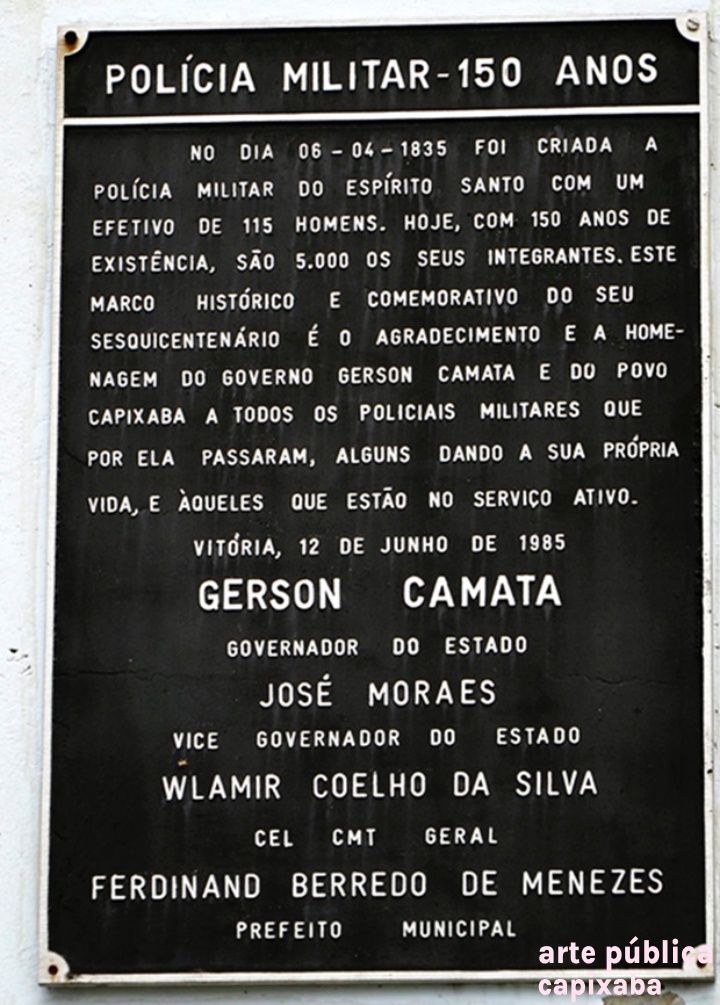 POLÍCIA MILITAR-150 ANOS
NO DIA 06-04-1835 FOI CRIADA A
POLÍCIA MILITAR DO ESPÍRITO SANTO COM UM
EFETIVO DE 115 HOMENS. HOJE, COM 150 ANOS DE
EXISTÊNCIA, SÃO 5.000 OS SEUS INTEGRANTES. ESTE
MARCO HISTÓRICO E COMEMORATIVO DO SEU
SESQUICENTENÁRIO É O AGRADECIMENTO E A HOME-
NAGEM DO GOVERNO GERSON CAMATA E DO POVO
CAPIXABA A TODOS OS POLICIAIS MILITARES QUE
POR ELA PASSARAM, ALGUNS DANDO A SUA PRÓPRIA
VIDA, E ÀQUELES QUE ESTÃO NO SERVIÇO ATIVO.
VITÓRIA, 12 DE JUNHO DE 1985
GERSON CAMATA
GOVERNADOR DO ESTADO
JOSÉ MORAES
VICE GOVERNADOR DO ESTADO
WLAMIR COELHO DA SILVA
CEL CMT GERAL
FERDINAND BERREDO DE MENEZES
PREFEITO MUNICIPAL
arte pública
capixaba